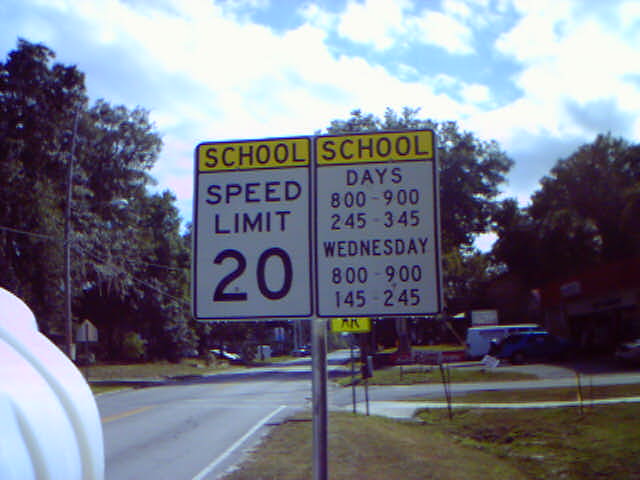 SCHOOL
SPEED
LIMIT
20
SCHOOL
DAYS
800-900
245-345
WEDNESDAY
800-900
145-245